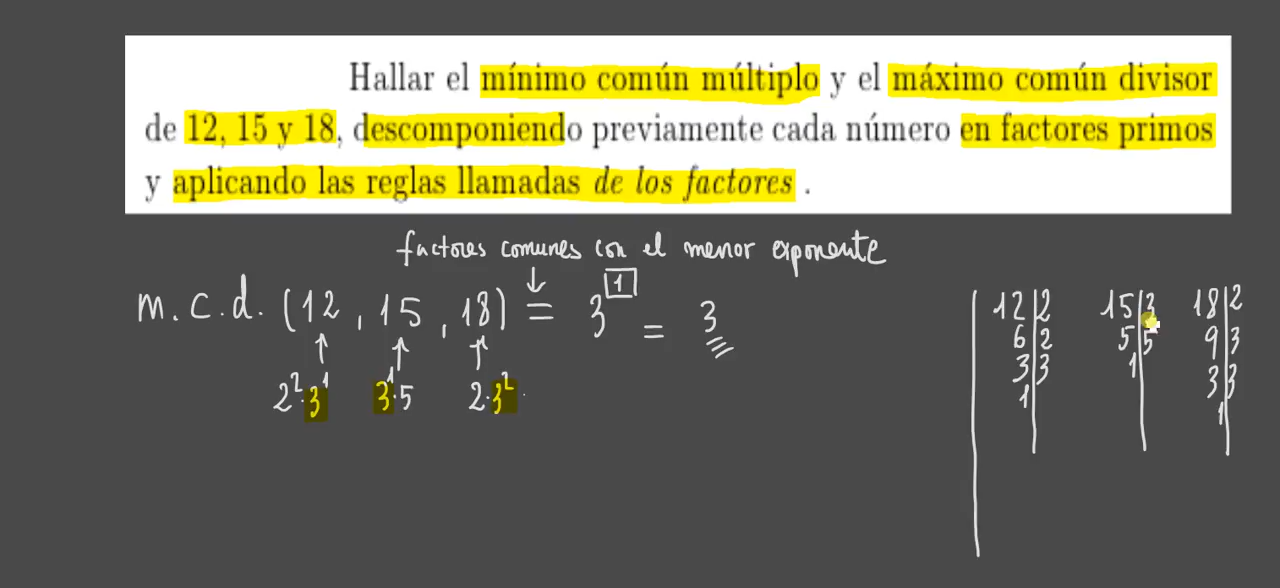 Hallar el mínimo común múltiplo y el máximo común divisor
de 12, 15 y 18, descomponiendo previamente cada número en factores primos
y aplicando las reglas llamadas de los factores .
factores comunes con el menor exponente
↓
m.c.d. (12, 15, 18) = 3^1 = 3
↑ ↑ ↑
2^2·3^1 3^1·5 2·3^2
12|2 15|3 18|2
6|2 5|5 9|3
3|3 1| 3|3
1| 1|